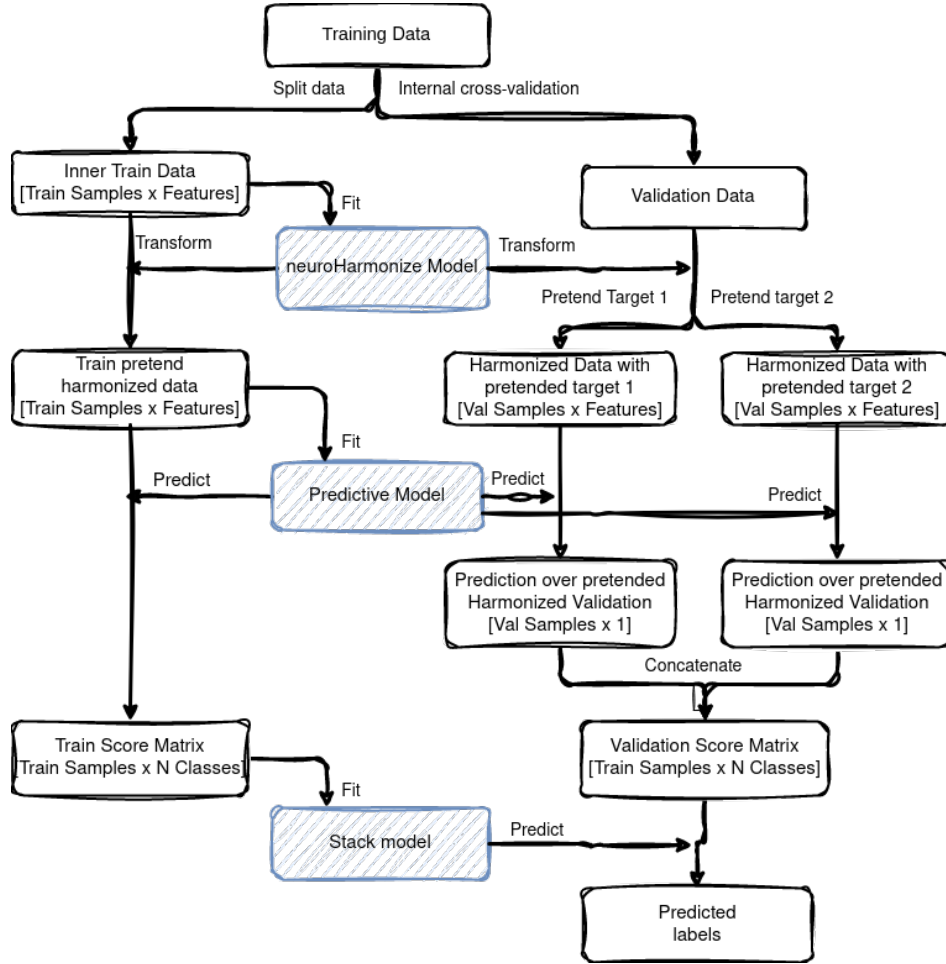 Training Data
Split data
Internal cross-validation
Inner Train Data
[Train Samples x Features]
Validation Data
Fit
Transform
neuroHarmonize Model
Transform
Pretend Target 1
Pretend target 2
Train pretend
harmonized data
[Train Samples x Features]
Harmonized Data with
pretended target 1
[Val Samples x Features]
Harmonized Data with
pretended target 2
[Val Samples x Features]
Fit
Predict
Predictive Model
Predict
Predict
Prediction over pretended
Harmonized Validation
[Val Samples x 1]
Prediction over pretended
Harmonized Validation
[Val Samples x 1]
Concatenate
Train Score Matrix
[Train Samples x N Classes]
Validation Score Matrix
[Train Samples x N Classes]
Fit
Stack model
Predict
Predicted
labels